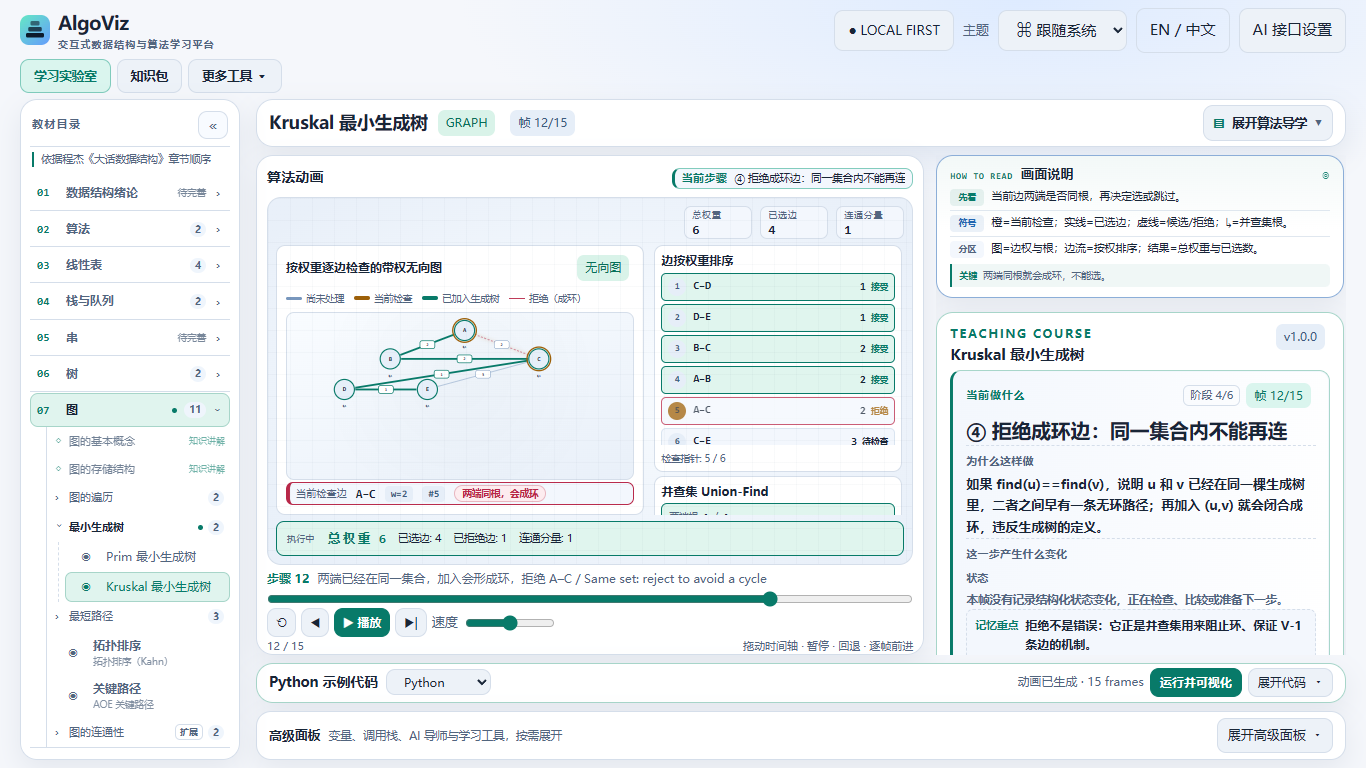 AlgoViz
交互式数据结构与算法学习平台
● LOCAL FIRST
主题
⌘ 跟随系统
EN / 中文
AI 接口设置
学习实验室
知识包
更多工具
教材目录
«
依据程杰《大话数据结构》章节顺序
01 数据结构绪论 待完善 ›
02 算法 2 ›
03 线性表 4 ›
04 栈与队列 2 ›
05 串 待完善 ›
06 树 2 ›
07 图 11
图的基本概念 知识讲解
图的存储结构 知识讲解
图的遍历 2
最小生成树 2
Prim 最小生成树
Kruskal 最小生成树
最短路径 3
拓扑排序
拓扑排序（Kahn）
关键路径
AOE 关键路径
图的连通性 扩展 2
Kruskal 最小生成树 GRAPH 帧 12/15
展开算法导学
算法动画
当前步骤 ④ 拒绝成环边：同一集合内不能再连
总权重
6
已选边
4
连通分量
1
按权重逐边检查的带权无向图
无向图
尚未处理 当前检查 已加入生成树 拒绝（成环）
A
B
C
D
E
当前检查边 A–C w=2 #5 两端同根，会成环
边按权重排序
1 C–D 1 接受
2 D–E 1 接受
3 B–C 2 接受
4 A–B 2 接受
5 A–C 2 拒绝
6 C–E 3 待检查
检查指针: 5 / 6
并查集 Union-Find
执行中 总权重 6 已选边: 4 已拒绝边: 1 连通分量: 1
步骤 12 两端已经在同一集合，加入会形成环，拒绝 A–C / Same set: reject to avoid a cycle
▶ 播放
速度
12 / 15
拖动时间轴 · 暂停 · 回退 · 逐帧前进
HOW TO READ 画面说明
先看 当前边两端是否同根，再决定选或跳过。
符号 橙=当前检查；实线=已选边；虚线=候选/拒绝；↳=并查集根。
分区 图=边权与根；边流=按权排序；结果=总权重与已选数。
关键 两端同根就会成环，不能选。
TEACHING COURSE
Kruskal 最小生成树
v1.0.0
当前做什么
阶段 4/6
帧 12/15
④ 拒绝成环边：同一集合内不能再连
为什么这样做
如果 find(u)==find(v)，说明 u 和 v 已经在同一棵生成树
里，二者之间早有一条无环路径；再加入 (u,v) 就会闭合成
环，违反生成树的定义。
这一步产生什么变化
状态
本帧没有记录结构化状态变化，正在检查、比较或准备下一步。
记忆重点 拒绝不是错误：它正是并查集用来阻止环、保证 V-1
条边的机制。
Python 示例代码
Python
动画已生成 · 15 frames
运行并可视化
展开代码
高级面板 变量、调用栈、AI 导师与学习工具，按需展开
展开高级面板